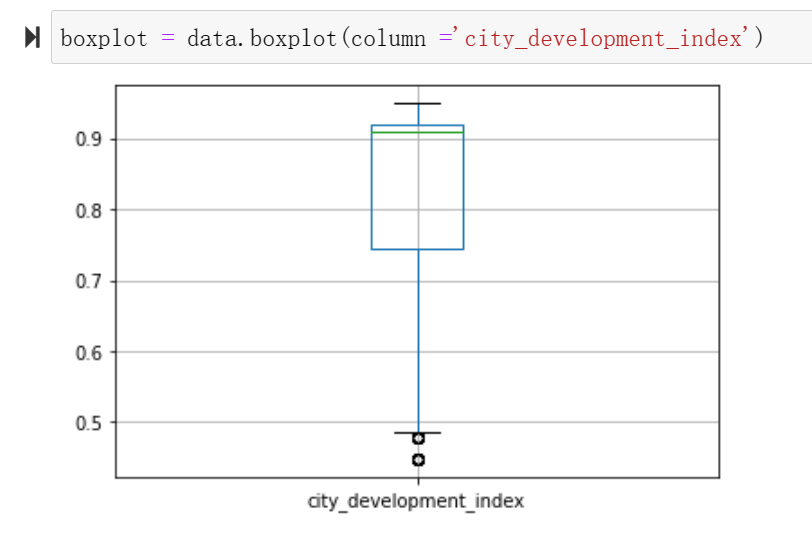 boxplot = data.boxplot(column ='city_development_index')
0.9
0.8
0.7
0.6
0.5
city_development_index